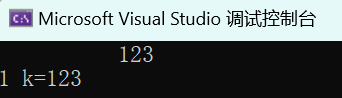 Microsoft Visual Studio 调试控制台
123
1 k=123